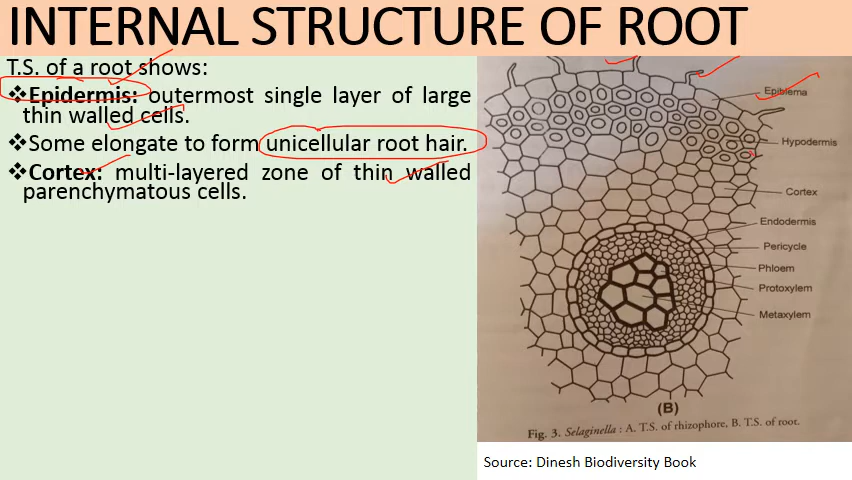 INTERNAL STRUCTURE OF ROOT
T.S. of a root shows:
❖Epidermis: outermost single layer of large
thin walled cells.
❖Some elongate to form unicellular root hair.
❖Cortex: multi-layered zone of thin walled
parenchymatous cells.
Epiblema
Hypodermis
Cortex
Endodermis
Pericycle
Phloem
Protoxylem
Metaxylem
(B)
Fig. 3. Selaginella : A. T.S. of rhizophore, B. T.S. of root.
Source: Dinesh Biodiversity Book